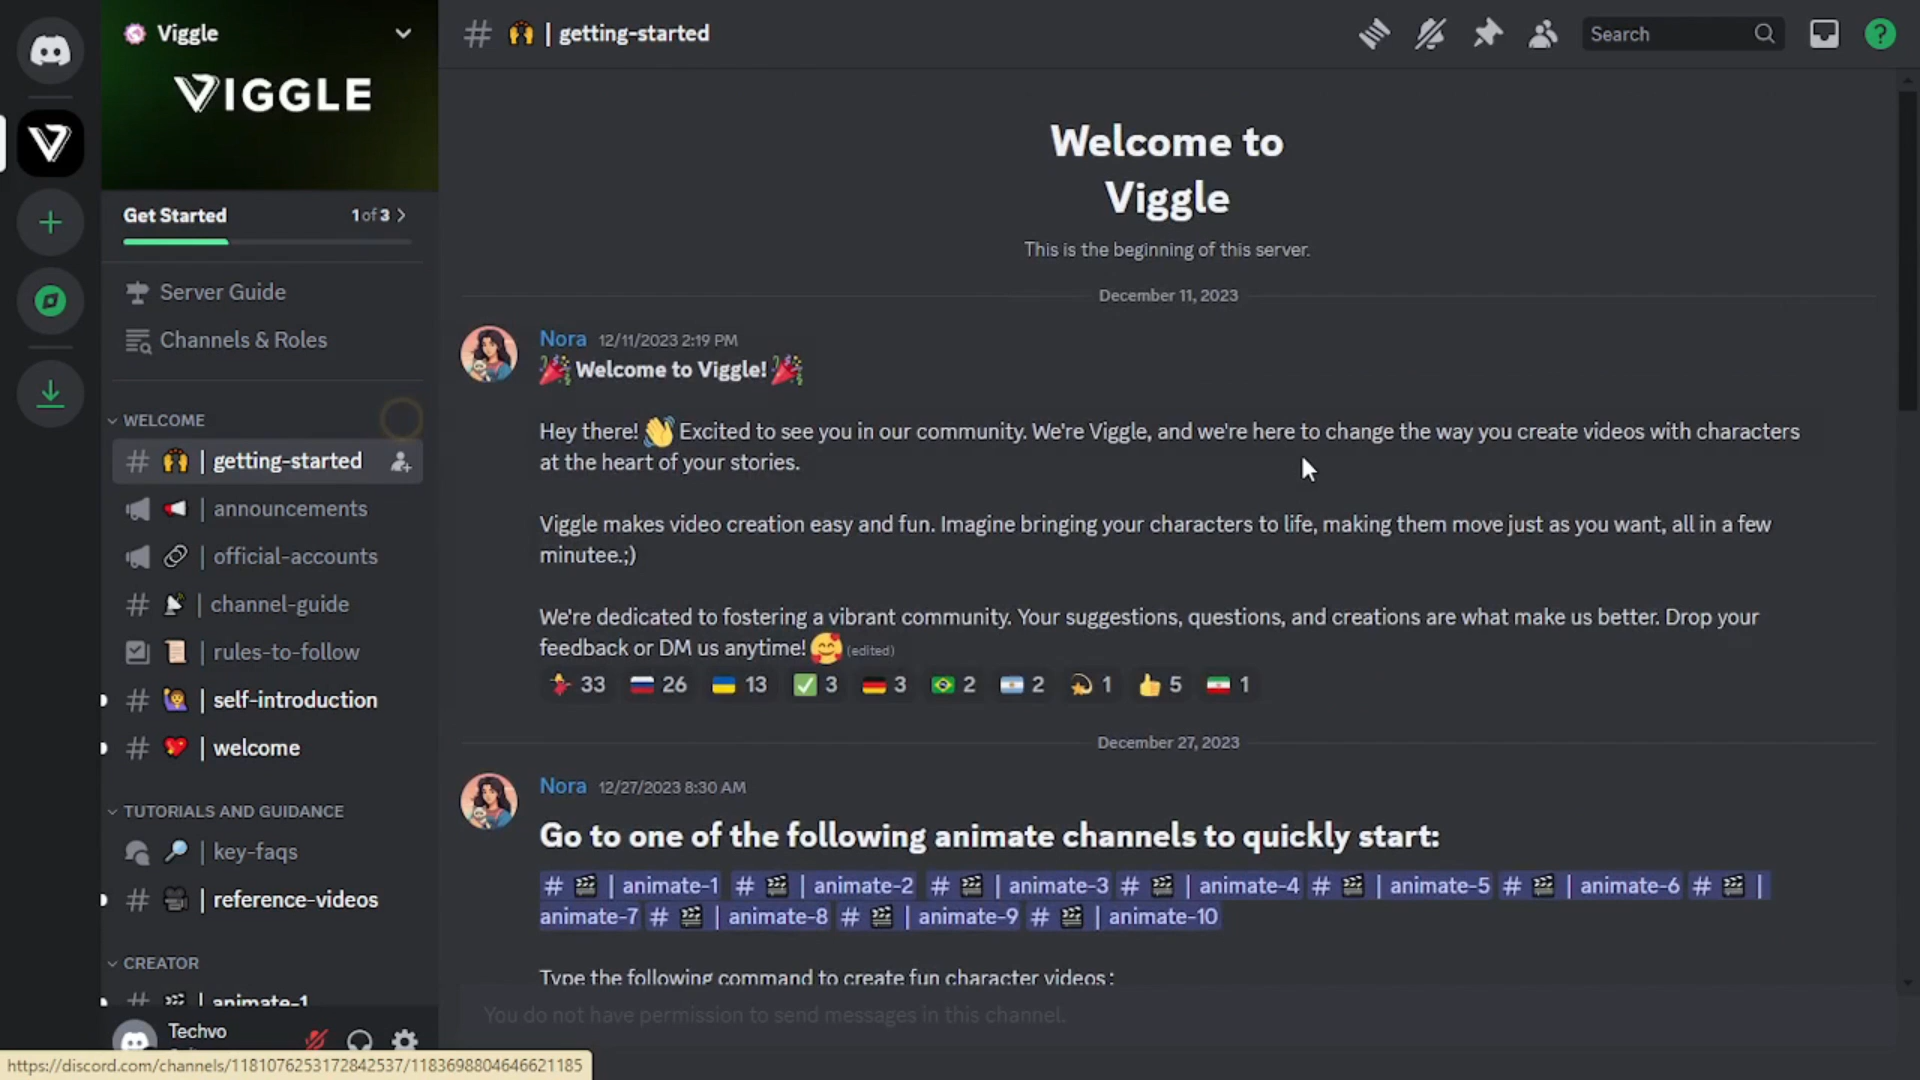 Viggle
VIGGLE
Get Started 1 of 3
Server Guide
Channels & Roles
WELCOME
# | getting-started
| announcements
| official-accounts
# | channel-guide
| rules-to-follow
# | self-introduction
# | welcome
TUTORIALS AND GUIDANCE
| key-faqs
# | reference-videos
CREATOR
# | animate-1
Techvo
https://discord.com/channels/1181076253172842537/1183698804646621185
# | getting-started
Search
Welcome to
Viggle
This is the beginning of this server.
December 11, 2023
Nora 12/11/2023 2:19 PM
Welcome to Viggle!
Hey there! Excited to see you in our community. We're Viggle, and we're here to change the way you create videos with characters
at the heart of your stories.
Viggle makes video creation easy and fun. Imagine bringing your characters to life, making them move just as you want, all in a few
minutee.;)
We're dedicated to fostering a vibrant community. Your suggestions, questions, and creations are what make us better. Drop your
feedback or DM us anytime! (edited)
33 26 13 3 3 2 2 1 5 1
December 27, 2023
Nora 12/27/2023 8:30 AM
Go to one of the following animate channels to quickly start:
# | animate-1 # | animate-2 # | animate-3 # | animate-4 # | animate-5 # | animate-6 # |
animate-7 # | animate-8 # | animate-9 # | animate-10
Type the following command to create fun character videos:
You do not have permission to send messages in this channel.